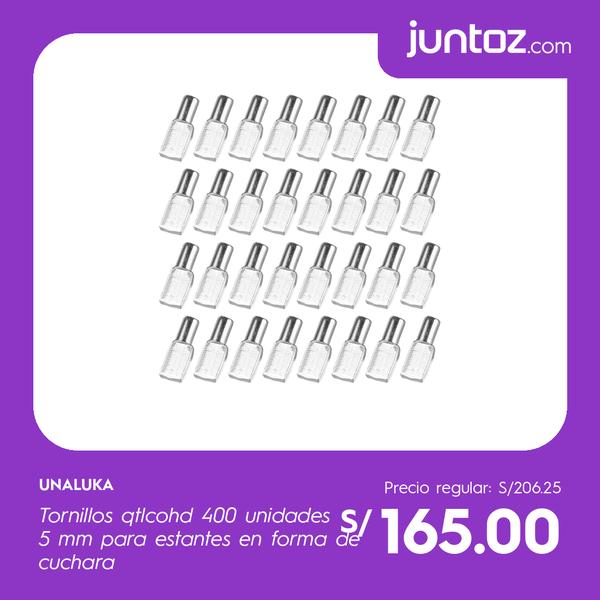 juntoz.com
UNALUKA
Precio regular: S/206.25
Tornillos qtlcohd 400 unidades
5 mm para estantes en forma de
cuchara
S/ 165.00